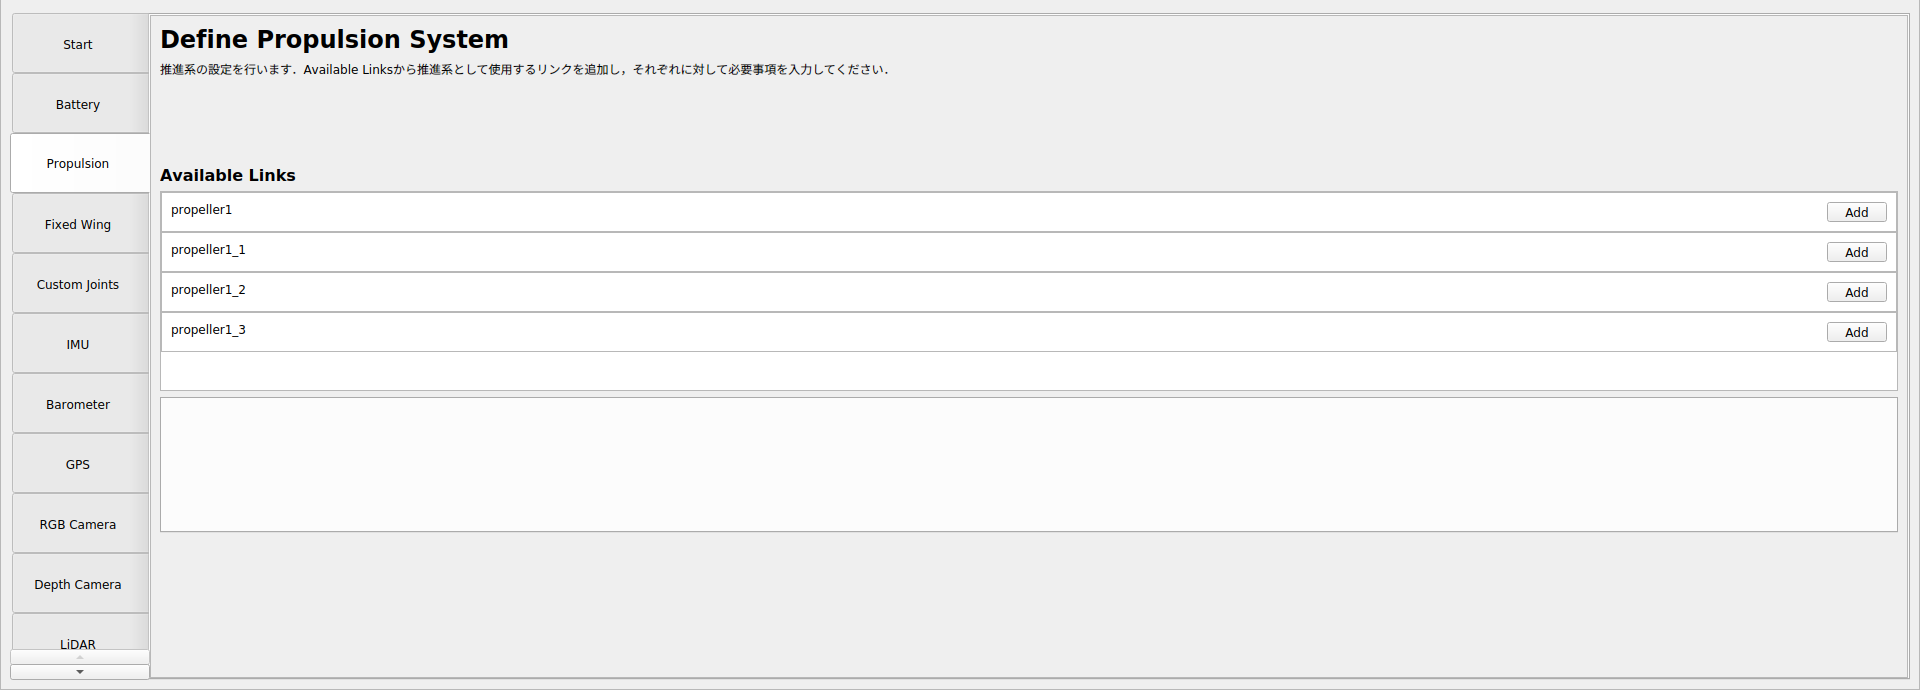 Start
Battery
Propulsion
Fixed Wing
Custom Joints
IMU
Barometer
GPS
RGB Camera
Depth Camera
LiDAR
Define Propulsion System
推進系の設定を行います．Available Linksから推進系として使用するリンクを追加し，それぞれに対して必要事項を入力してください．
Available Links
propeller1 Add
propeller1_1 Add
propeller1_2 Add
propeller1_3 Add